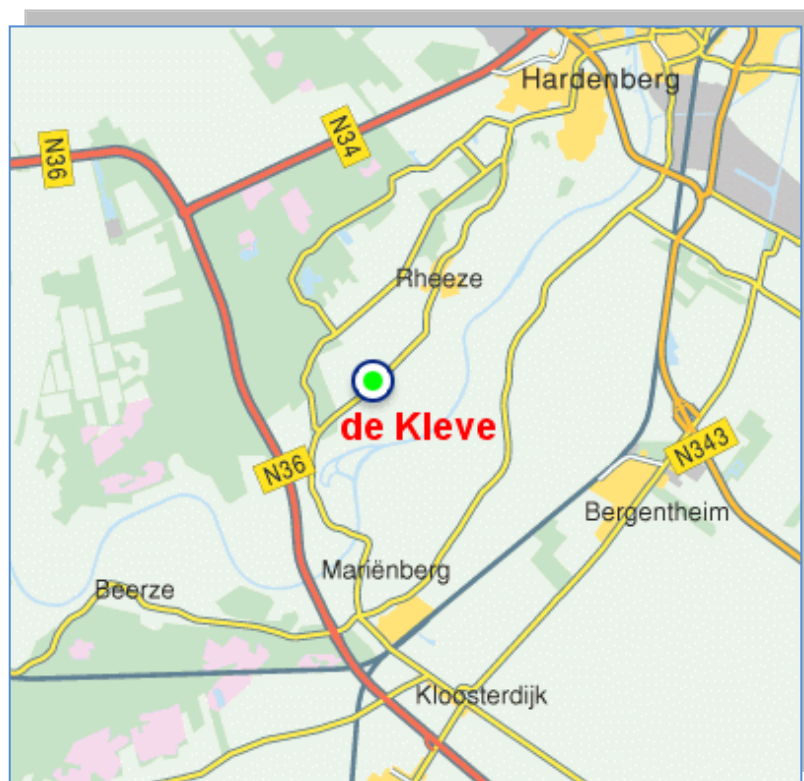 Hardenberg
N34
N36
Rheeze
de Kleve
N36
N343
Bergentheim
Mariënberg
Beerze
Kloosterdijk